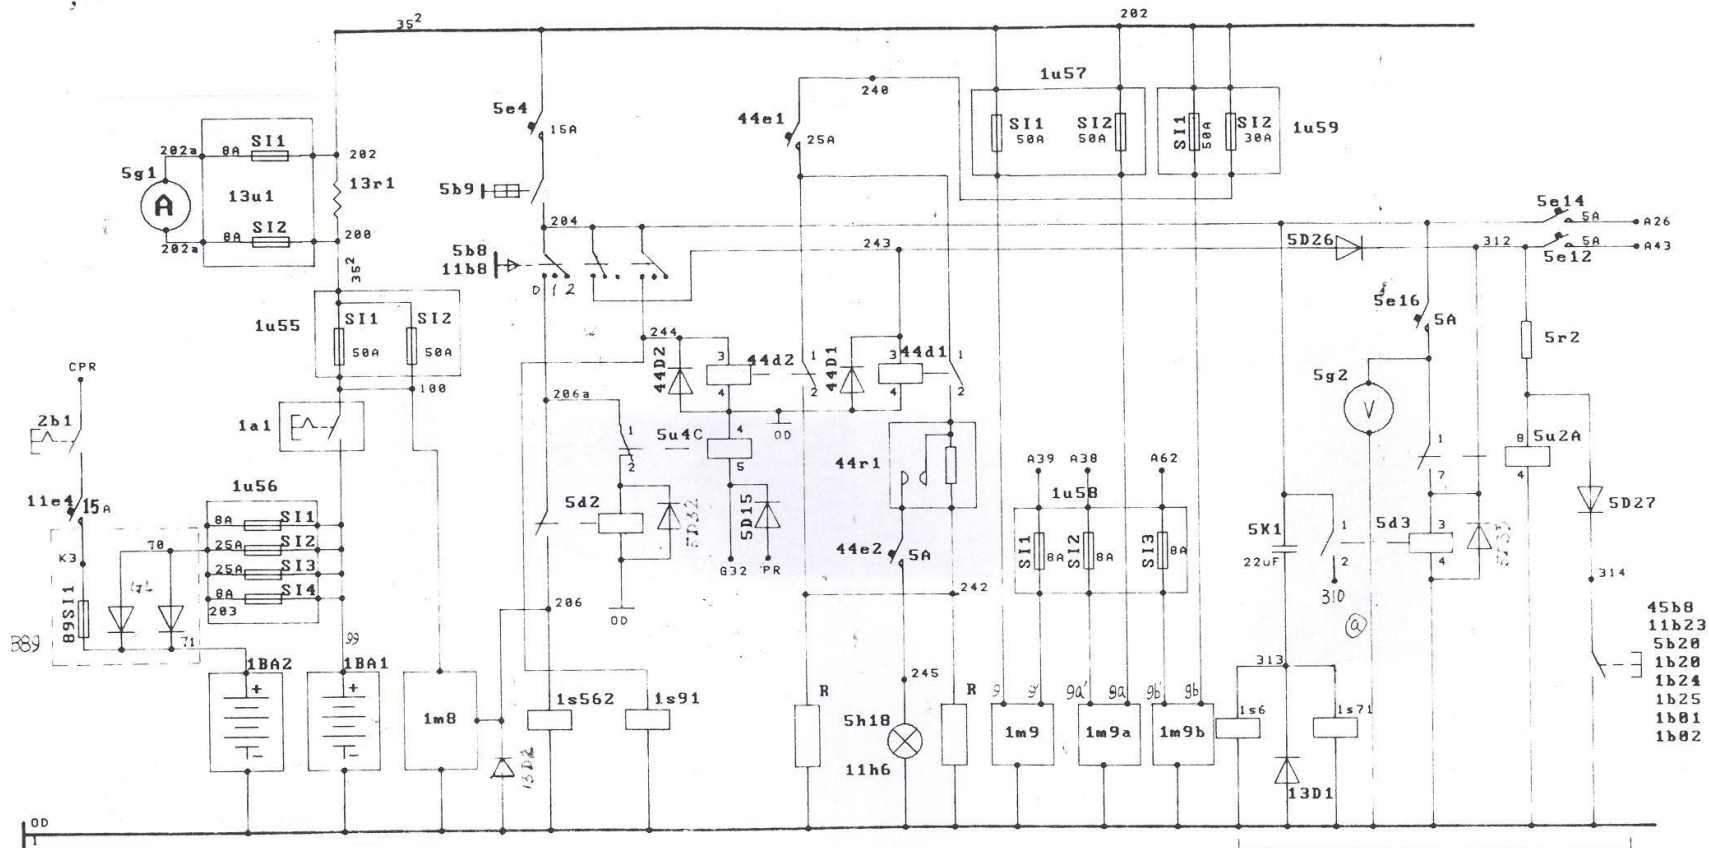 35² 202
1u57
240
5e4 15A
44e1 25A
SI1 50A SI2 50A
SI1 50A SI2 30A 1u59
202a 8A SI1 202
5g1 A 13u1 13r1
202a 8A SI2 200
35²
5b9
204
5b8
11b8
0 1 2
243
5D26 312
5e14 5A A26
5e12 5A A43
1u55 SI1 50A SI2 50A
100
244
44D2 3 4 44d2 1 2
44D1 3 4 44d1 1 2
5e16 5A
5r2
5g2 V
CPR
2b1
1a1
206a
1 2 5u4C 4 5
OD
44r1
A39 A38 A62
1u58
SI1 8A SI2 8A SI3 8A
1 7
8 4 5u2A
11e4 15A
1u56
8A SI1
25A SI2
25A SI3
8A SI4
203
K3 70
89SI1
B89
71 99
5d2
5D15
G32 PR
OD
44e2 5A
242
5K1 22uF
1 2 5d3 3 4
310
a
5D27
314
45b8
11b23
5b20
1b20
1b24
1b25
1b01
1b02
206
1BA2 + -
1BA1 + -
1m8
13D2
1s562
1s91
R
245
5h18
11h6
R
9 9' 1m9
9a' 9a 1m9a
9b' 9b 1m9b
313
1s6 1s71
13D1
OD
1